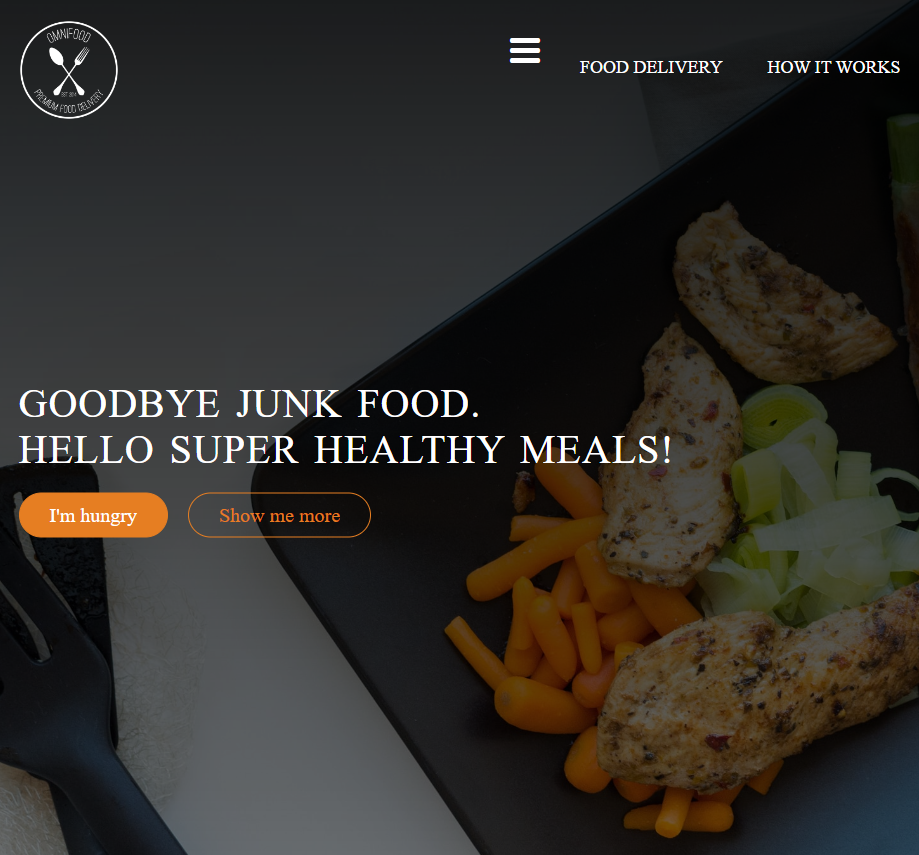 OMNIFOOD
EST 2015
PREMIUM FOOD DELIVERY
FOOD DELIVERY
HOW IT WORKS
GOODBYE JUNK FOOD.
HELLO SUPER HEALTHY MEALS!
I'm hungry
Show me more